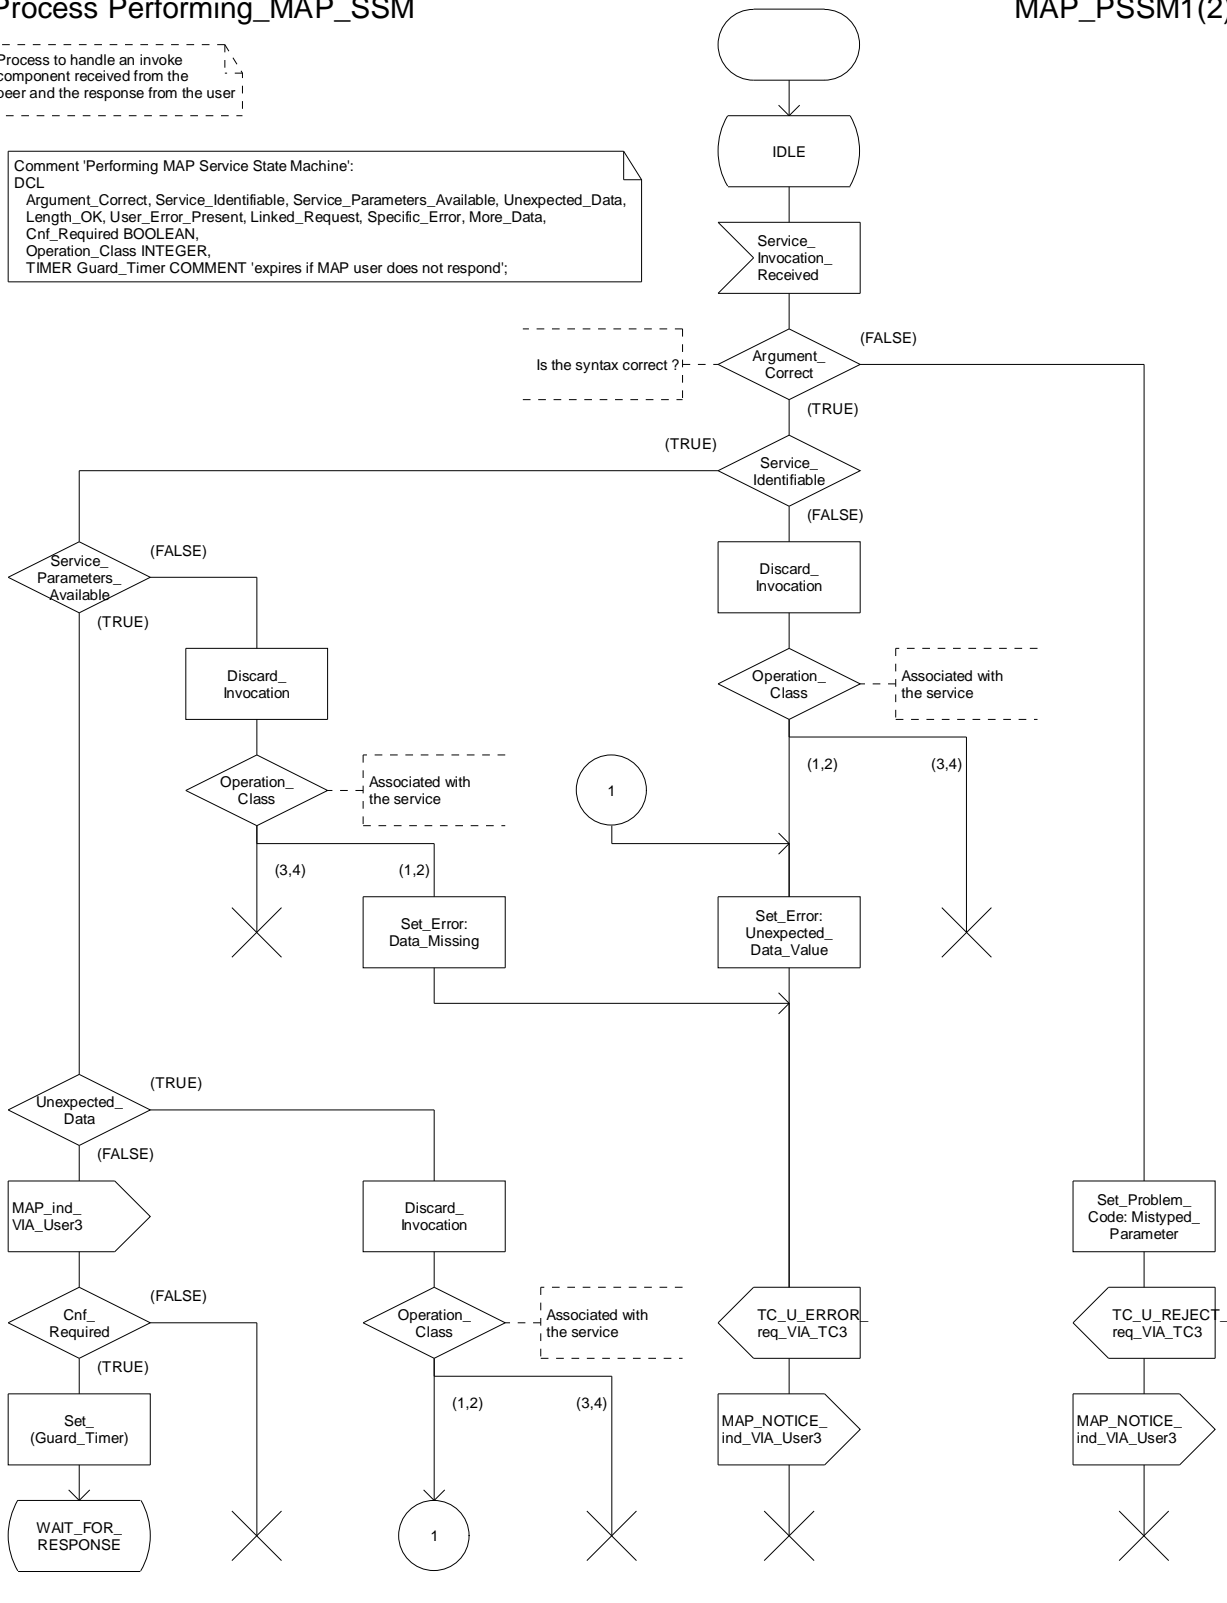 Process Performing_MAP_SSM
MAP_PSSM1(2)
Process to handle an invoke
component received from the
peer and the response from the user
Comment 'Performing MAP Service State Machine':
DCL
Argument_Correct, Service_Identifiable, Service_Parameters_Available, Unexpected_Data,
Length_OK, User_Error_Present, Linked_Request, Specific_Error, More_Data,
Cnf_Required BOOLEAN,
Operation_Class INTEGER,
TIMER Guard_Timer COMMENT 'expires if MAP user does not respond';
IDLE
Service_
Invocation_
Received
Is the syntax correct ?
Argument_
Correct
(FALSE)
(TRUE)
(TRUE)
Service_
Identifiable
(FALSE)
Service_
Parameters_
Available
(FALSE)
(TRUE)
Discard_
Invocation
Discard_
Invocation
Operation_
Class
Associated with
the service
(1,2)
(3,4)
Operation_
Class
Associated with
the service
1
(3,4)
(1,2)
Set_Error:
Data_Missing
Set_Error:
Unexpected_
Data_Value
Unexpected_
Data
(TRUE)
(FALSE)
MAP_ind_
VIA_User3
Discard_
Invocation
Set_Problem_
Code: Mistyped_
Parameter
Cnf_
Required
(FALSE)
(TRUE)
Operation_
Class
Associated with
the service
(1,2)
(3,4)
TC_U_ERROR_
req_VIA_TC3
TC_U_REJECT_
req_VIA_TC3
Set_
(Guard_Timer)
MAP_NOTICE_
ind_VIA_User3
MAP_NOTICE_
ind_VIA_User3
WAIT_FOR_
RESPONSE
1